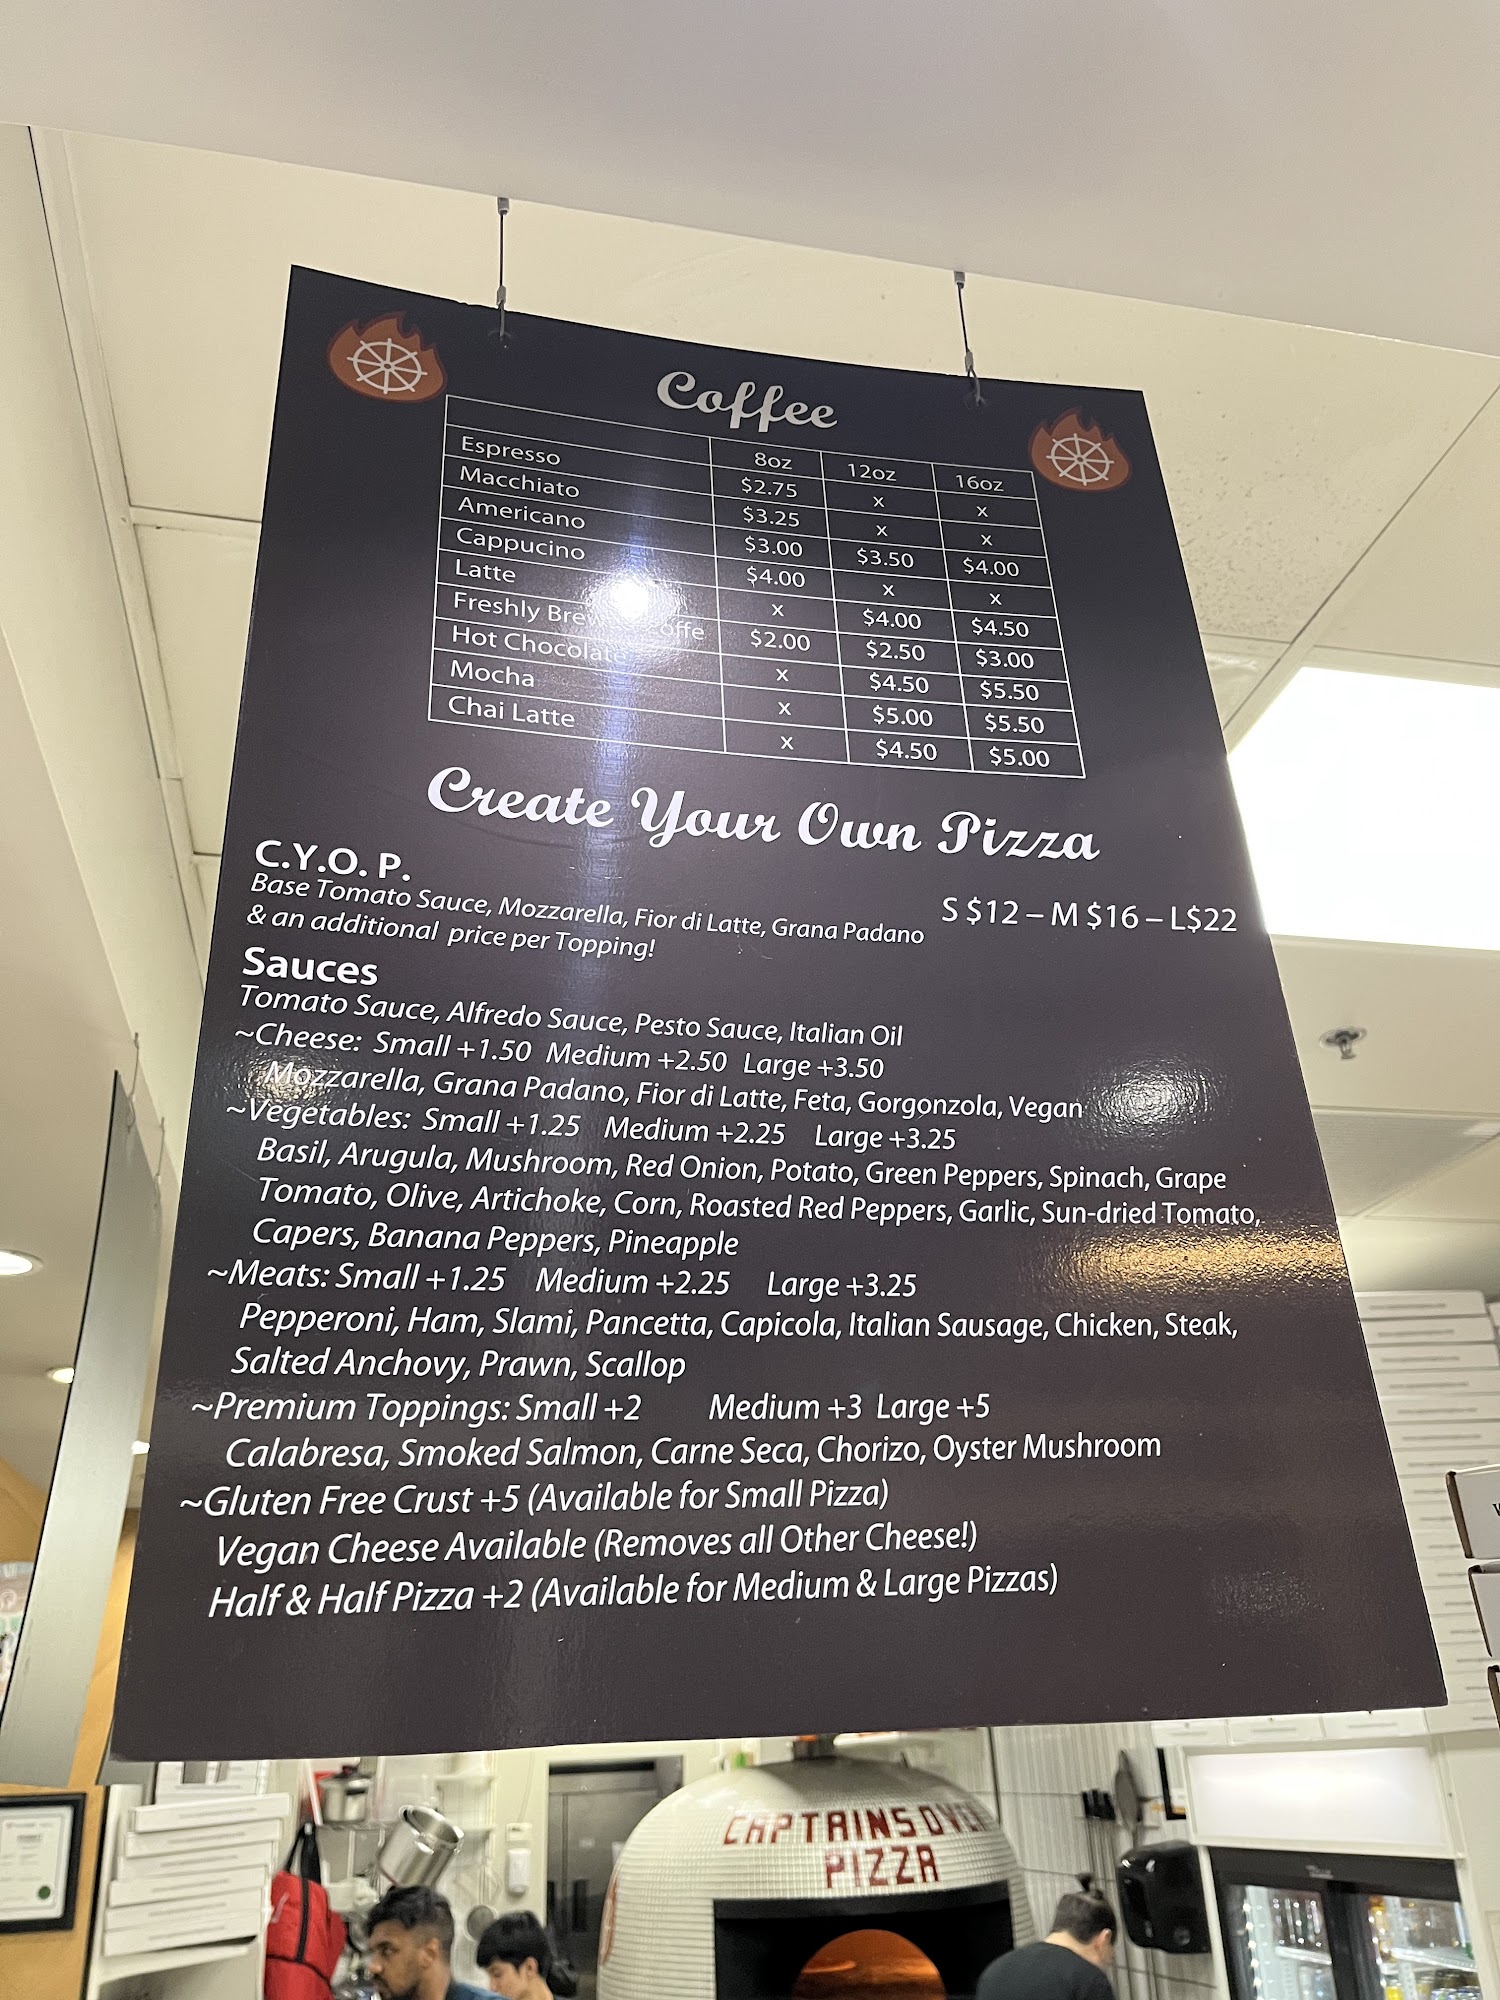 Coffee
8oz 12oz 16oz
Espresso $2.75 x x
Macchiato $3.25 x x
Americano $3.00 $3.50 $4.00
Cappucino $4.00 x x
Latte x $4.00 $4.50
Freshly Brewed Coffe $2.00 $2.50 $3.00
Hot Chocolate x $4.50 $5.50
Mocha x $5.00 $5.50
Chai Latte x $4.50 $5.00
Create Your Own Pizza
C.Y.O. P.
Base Tomato Sauce, Mozzarella, Fior di Latte, Grana Padano S $12 – M $16 – L$22
& an additional price per Topping!
Sauces
Tomato Sauce, Alfredo Sauce, Pesto Sauce, Italian Oil
~Cheese: Small +1.50 Medium +2.50 Large +3.50
Mozzarella, Grana Padano, Fior di Latte, Feta, Gorgonzola, Vegan
~Vegetables: Small +1.25 Medium +2.25 Large +3.25
Basil, Arugula, Mushroom, Red Onion, Potato, Green Peppers, Spinach, Grape
Tomato, Olive, Artichoke, Corn, Roasted Red Peppers, Garlic, Sun-dried Tomato,
Capers, Banana Peppers, Pineapple
~Meats: Small +1.25 Medium +2.25 Large +3.25
Pepperoni, Ham, Slami, Pancetta, Capicola, Italian Sausage, Chicken, Steak,
Salted Anchovy, Prawn, Scallop
~Premium Toppings: Small +2 Medium +3 Large +5
Calabresa, Smoked Salmon, Carne Seca, Chorizo, Oyster Mushroom
~Gluten Free Crust +5 (Available for Small Pizza)
Vegan Cheese Available (Removes all Other Cheese!)
Half & Half Pizza +2 (Available for Medium & Large Pizzas)
CAPTAINS OVE
PIZZA